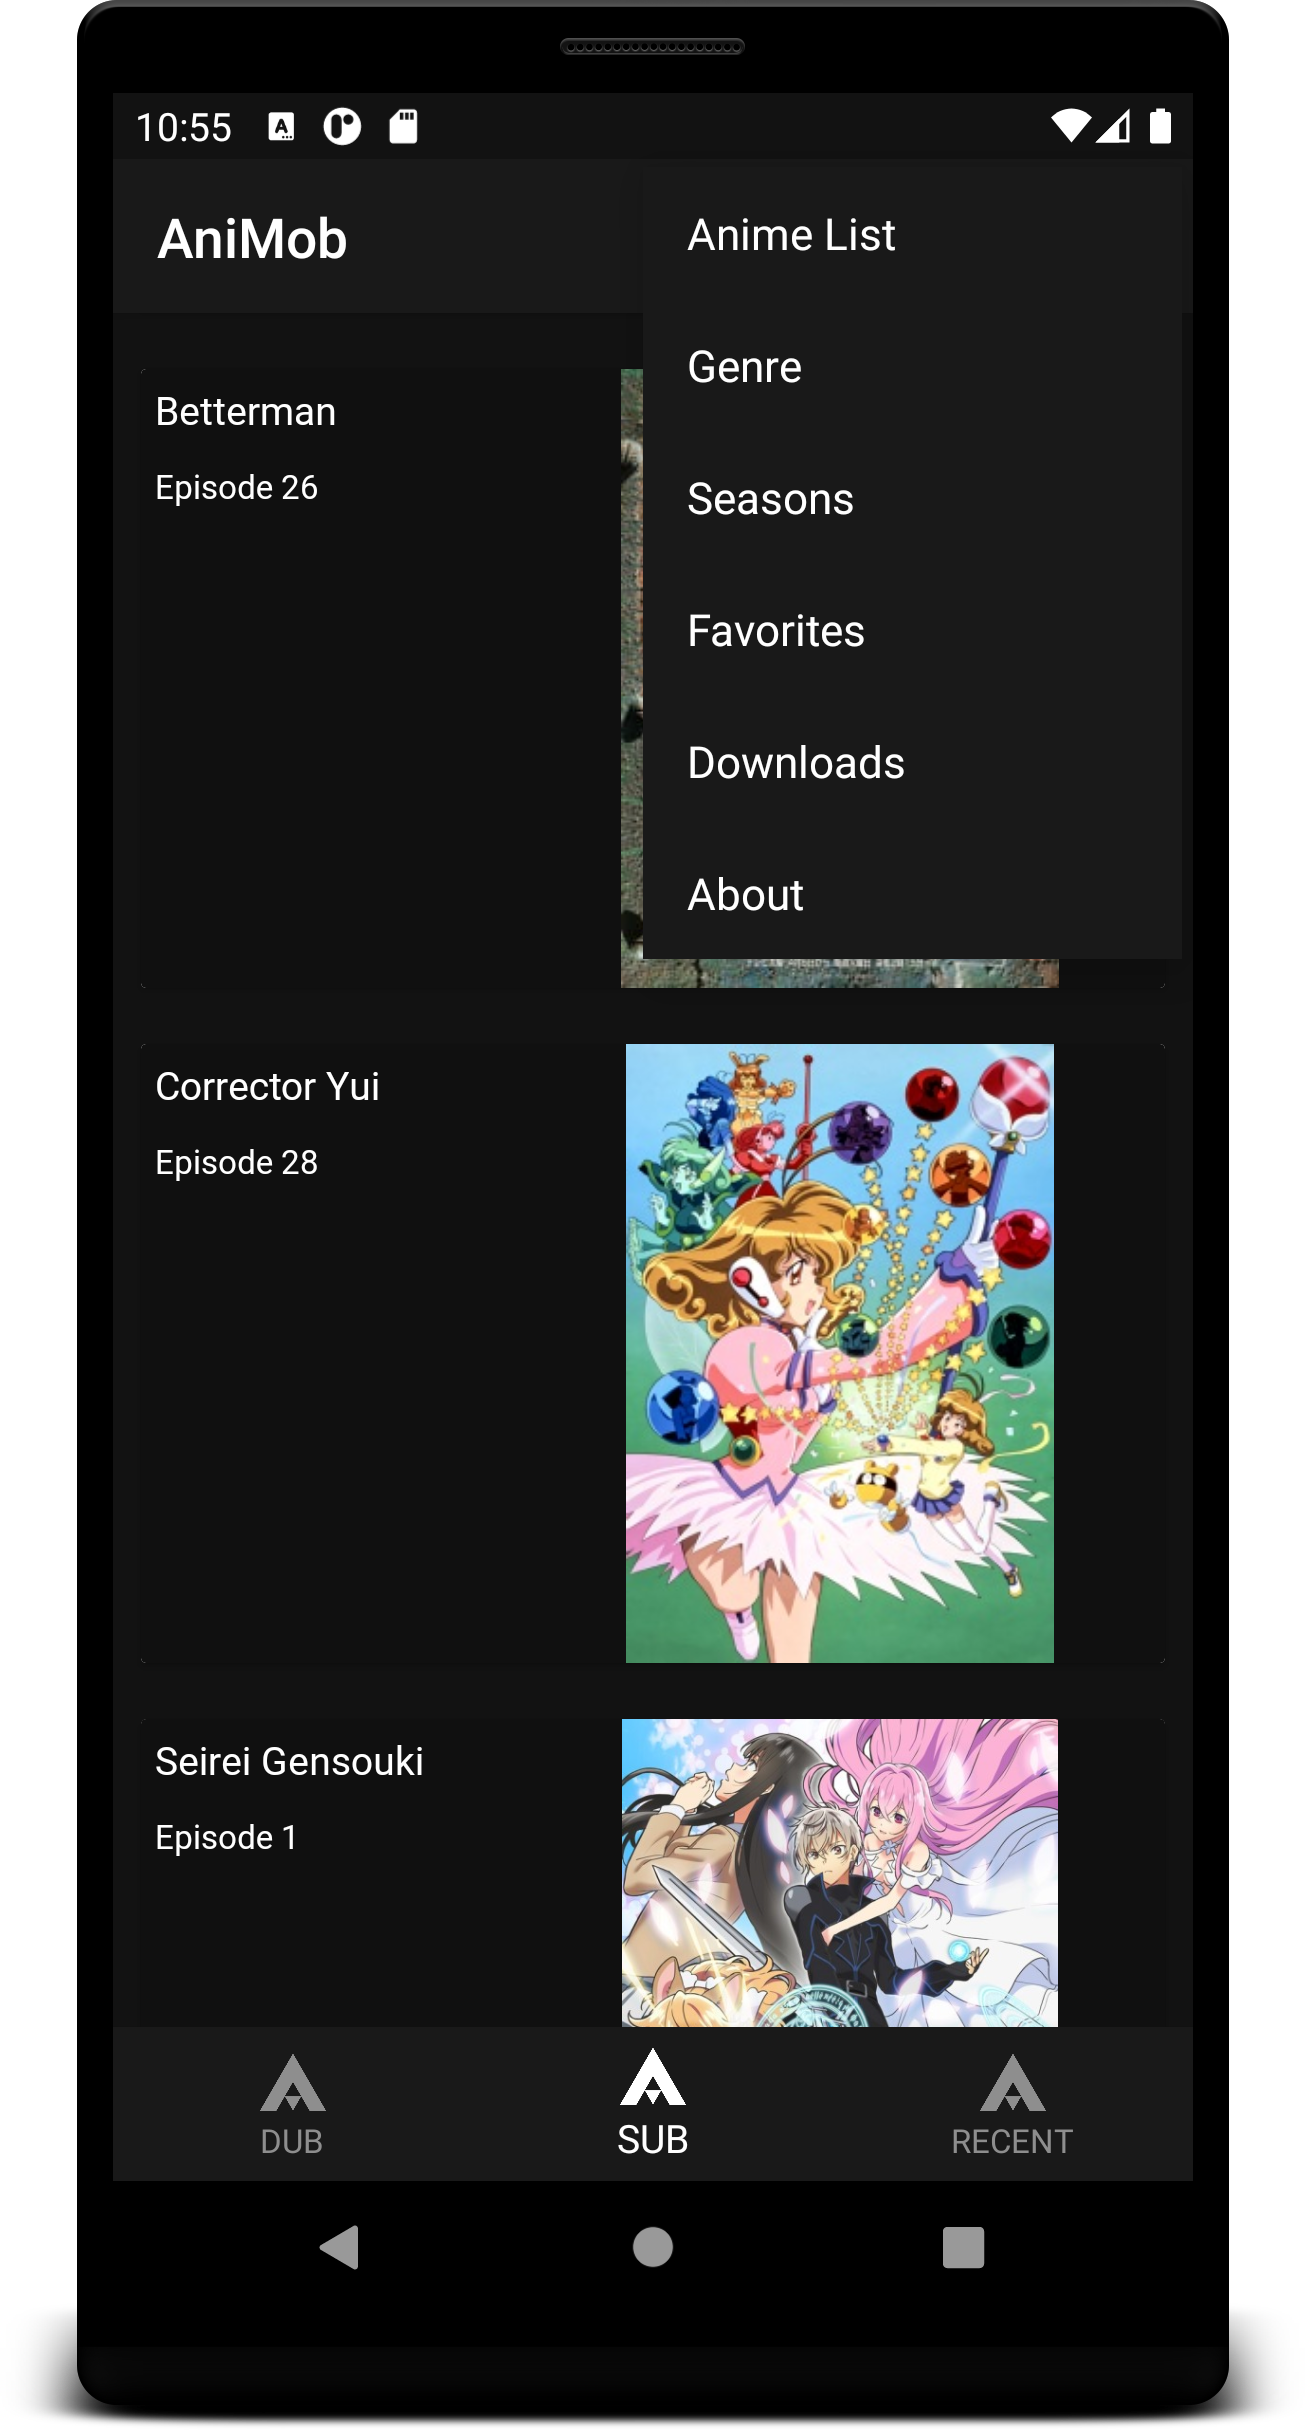 10:55
AniMob
Anime List
Genre
Seasons
Favorites
Downloads
About
Betterman
Episode 26
Corrector Yui
Episode 28
Seirei Gensouki
Episode 1
DUB
SUB
RECENT